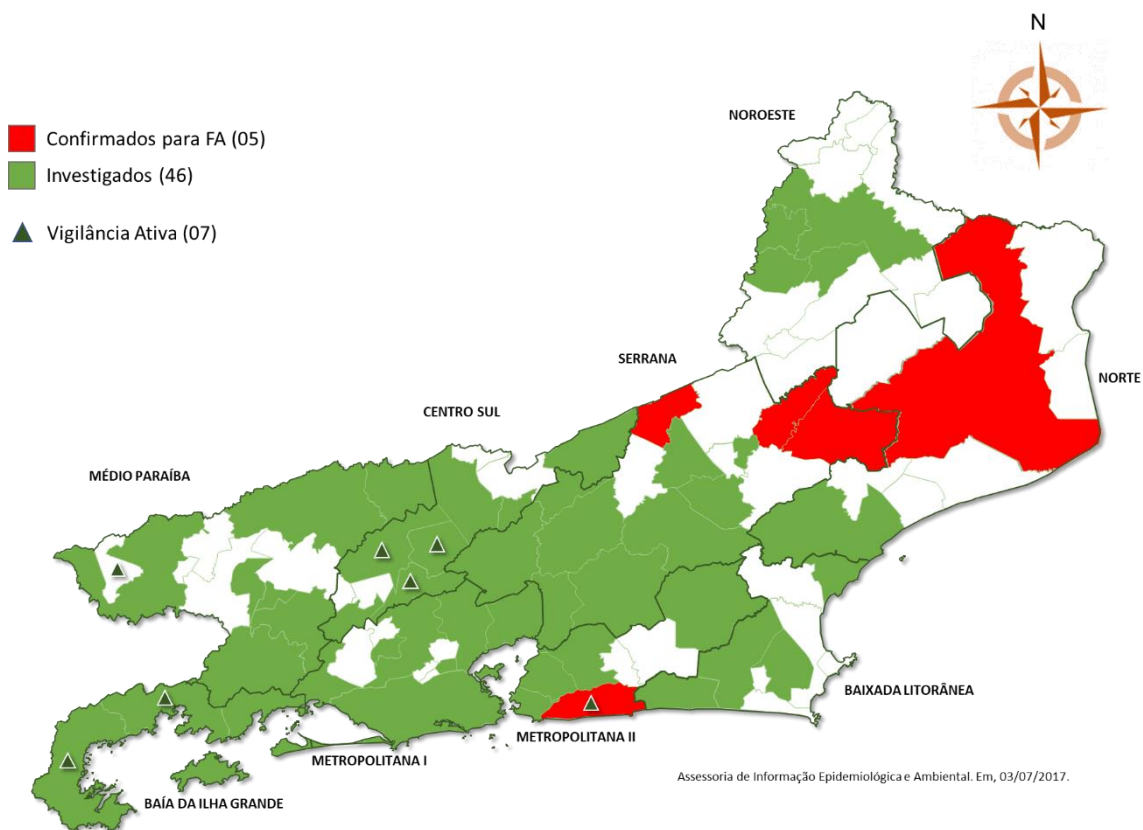 N
NOROESTE
Confirmados para FA (05)
Investigados (46)
Vigilância Ativa (07)
SERRANA
NORTE
CENTRO SUL
MÉDIO PARAÍBA
BAIXADA LITORÂNEA
METROPOLITANA II
METROPOLITANA I
Assessoria de Informação Epidemiológica e Ambiental. Em, 03/07/2017.
BAÍA DA ILHA GRANDE